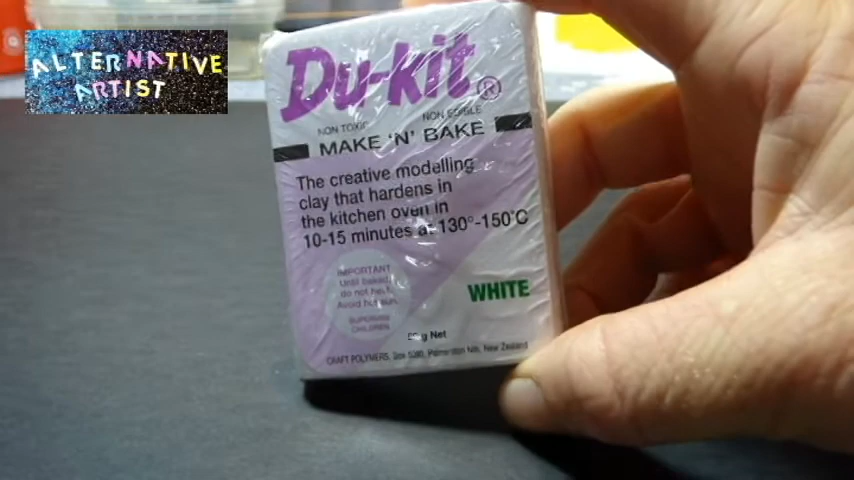 ALTERNATIVE
ARTIST
Du-kit®
NON TOXIC NON EDIBLE
MAKE 'N' BAKE
The creative modelling
clay that hardens in
the kitchen oven in
10-15 minutes at 130°-150°C
IMPORTANT
Until baked,
do not heat.
Avoid hot sun.
SUPERVISE
CHILDREN
WHITE
g Net
CRAFT POLYMERS, Box 5280, Palmerston Nth, New Zealand